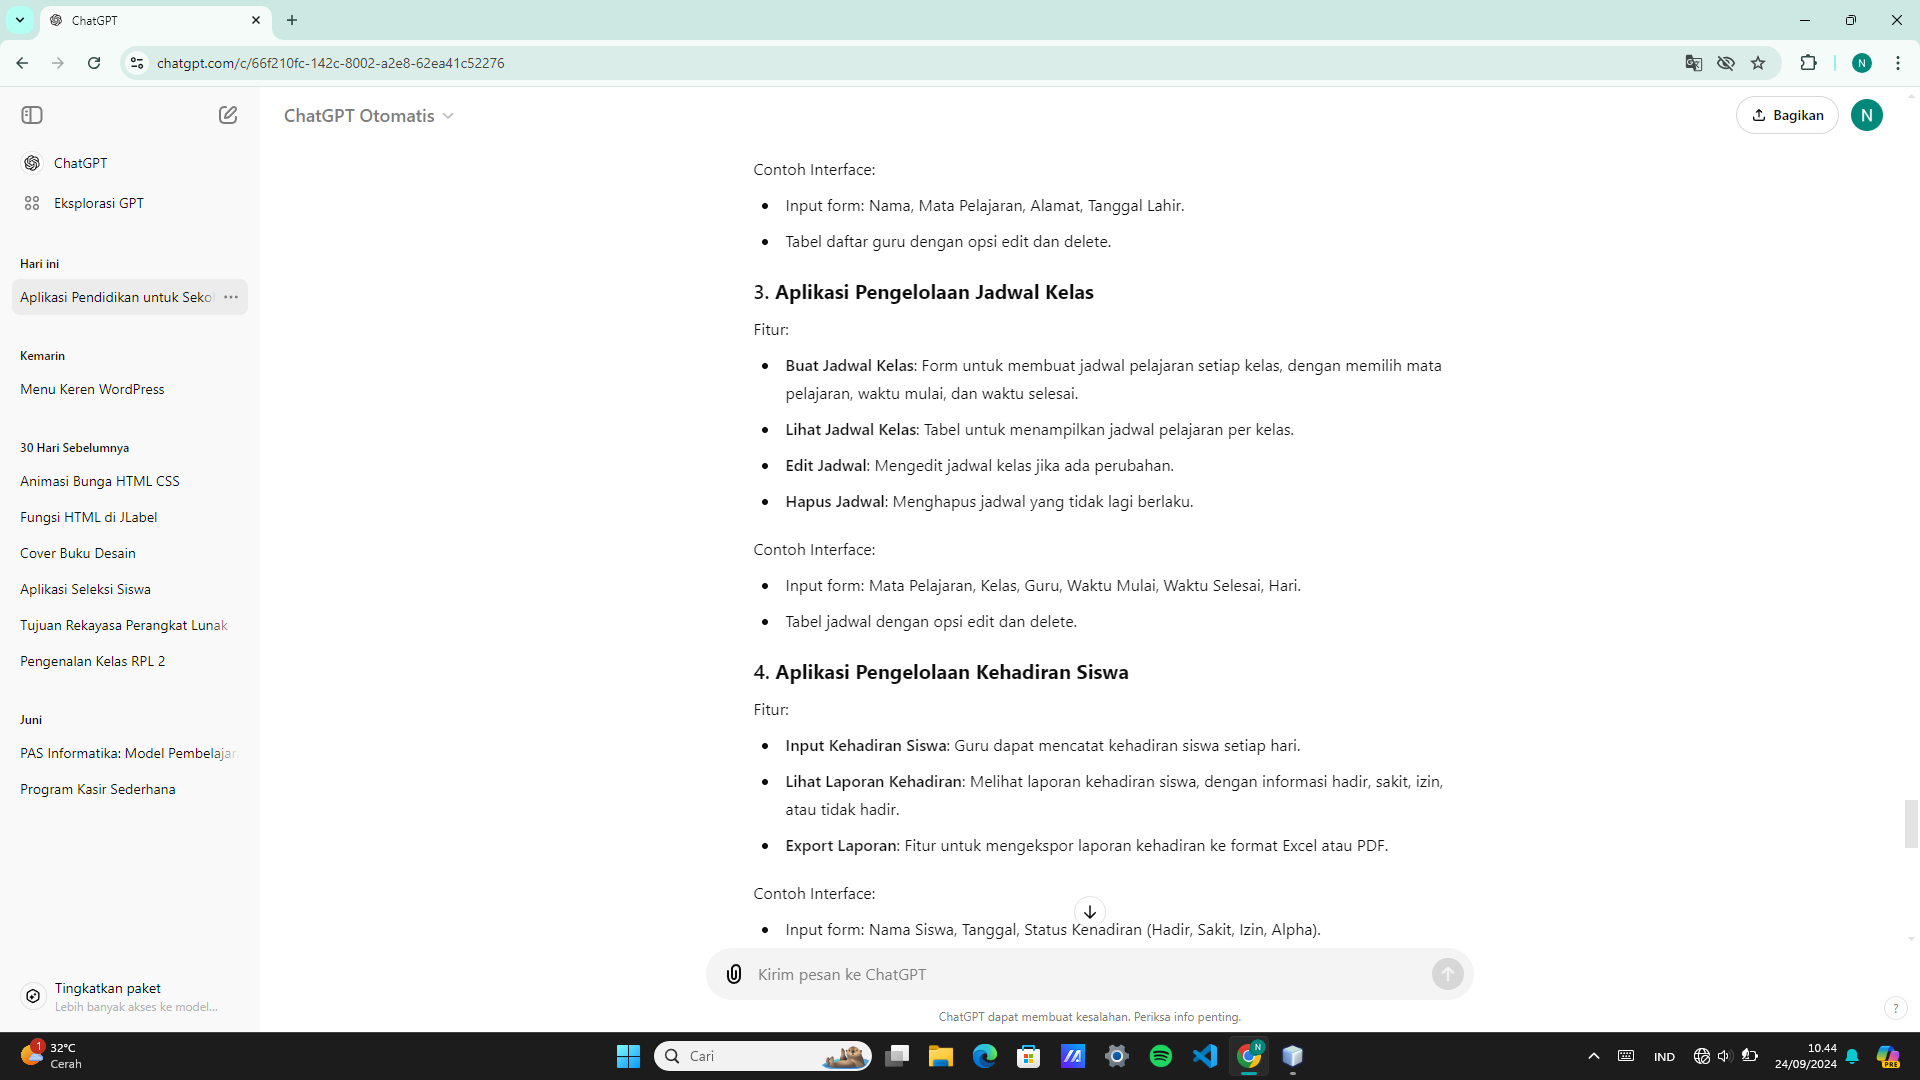 ChatGPT
chatgpt.com/c/66f210fc-142c-8002-a2e8-62ea41c52276
N
ChatGPT
Eksplorasi GPT
Hari ini
Aplikasi Pendidikan untuk Sekol
Kemarin
Menu Keren WordPress
30 Hari Sebelumnya
Animasi Bunga HTML CSS
Fungsi HTML di JLabel
Cover Buku Desain
Aplikasi Seleksi Siswa
Tujuan Rekayasa Perangkat Lunak
Pengenalan Kelas RPL 2
Juni
PAS Informatika: Model Pembelajara
Program Kasir Sederhana
Tingkatkan paket
Lebih banyak akses ke model...
ChatGPT Otomatis
Bagikan
N
Contoh Interface:
Input form: Nama, Mata Pelajaran, Alamat, Tanggal Lahir.
Tabel daftar guru dengan opsi edit dan delete.
3. Aplikasi Pengelolaan Jadwal Kelas
Fitur:
Buat Jadwal Kelas: Form untuk membuat jadwal pelajaran setiap kelas, dengan memilih mata
pelajaran, waktu mulai, dan waktu selesai.
Lihat Jadwal Kelas: Tabel untuk menampilkan jadwal pelajaran per kelas.
Edit Jadwal: Mengedit jadwal kelas jika ada perubahan.
Hapus Jadwal: Menghapus jadwal yang tidak lagi berlaku.
Contoh Interface:
Input form: Mata Pelajaran, Kelas, Guru, Waktu Mulai, Waktu Selesai, Hari.
Tabel jadwal dengan opsi edit dan delete.
4. Aplikasi Pengelolaan Kehadiran Siswa
Fitur:
Input Kehadiran Siswa: Guru dapat mencatat kehadiran siswa setiap hari.
Lihat Laporan Kehadiran: Melihat laporan kehadiran siswa, dengan informasi hadir, sakit, izin,
atau tidak hadir.
Export Laporan: Fitur untuk mengekspor laporan kehadiran ke format Excel atau PDF.
Contoh Interface:
Input form: Nama Siswa, Tanggal, Status Kehadiran (Hadir, Sakit, Izin, Alpha).
Kirim pesan ke ChatGPT
ChatGPT dapat membuat kesalahan. Periksa info penting.
?
1
32°C
Cerah
Cari
N
IND
10.44
24/09/2024
PRE